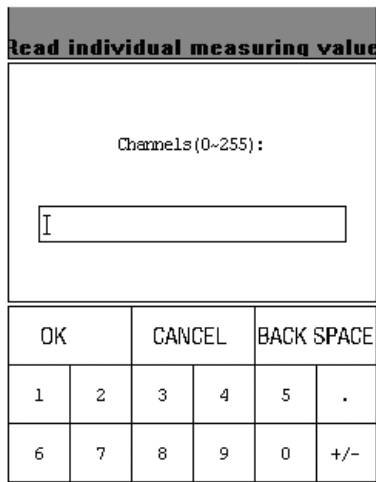 Read individual measuring value
Channels(0~255):
OK CANCEL BACK SPACE
1 2 3 4 5 .
6 7 8 9 0 +/-